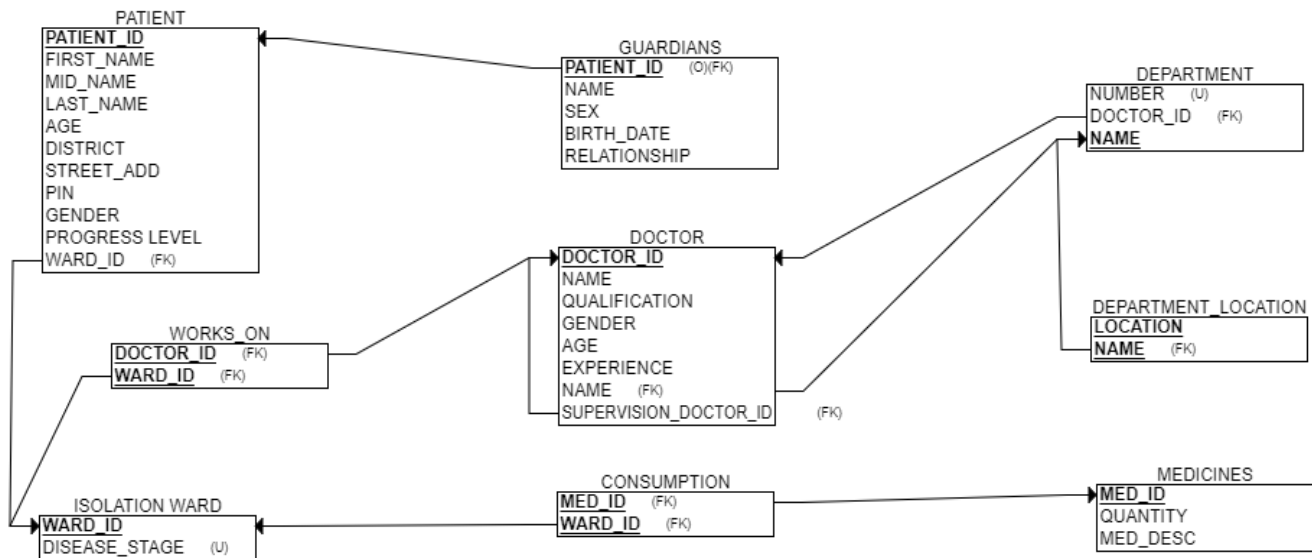 PATIENT
PATIENT_ID
FIRST_NAME
MID_NAME
LAST_NAME
AGE
DISTRICT
STREET_ADD
PIN
GENDER
PROGRESS LEVEL
WARD_ID (FK)
GUARDIANS
PATIENT_ID (O)(FK)
NAME
SEX
BIRTH_DATE
RELATIONSHIP
DEPARTMENT
NUMBER (U)
DOCTOR_ID (FK)
NAME
DOCTOR
DOCTOR_ID
NAME
QUALIFICATION
GENDER
AGE
EXPERIENCE
NAME (FK)
SUPERVISION_DOCTOR_ID (FK)
DEPARTMENT_LOCATION
LOCATION
NAME (FK)
WORKS_ON
DOCTOR_ID (FK)
WARD_ID (FK)
ISOLATION WARD
WARD_ID
DISEASE_STAGE (U)
CONSUMPTION
MED_ID (FK)
WARD_ID (FK)
MEDICINES
MED_ID
QUANTITY
MED_DESC